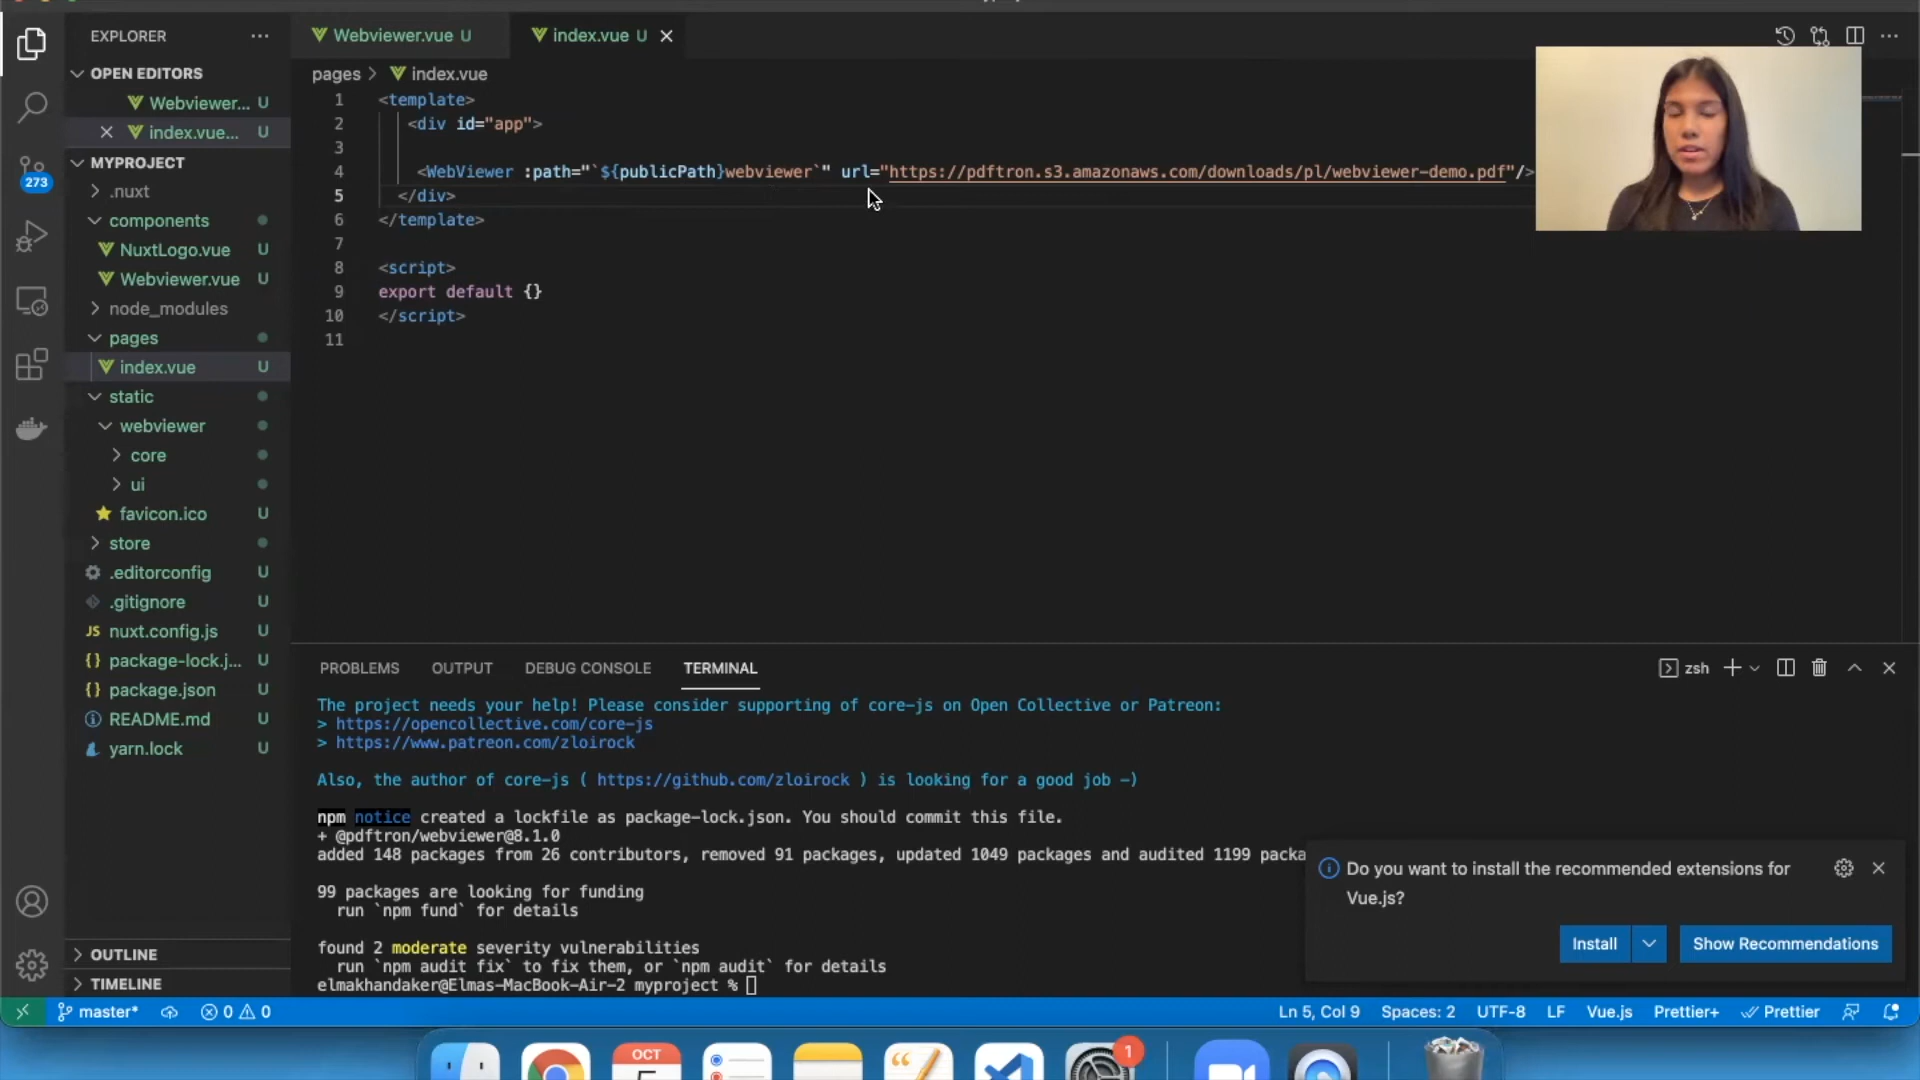 EXPLORER
OPEN EDITORS
Webviewer... U
index.vue... U
MYPROJECT
.nuxt
components
NuxtLogo.vue U
Webviewer.vue U
node_modules
pages
index.vue U
static
webviewer
core
ui
favicon.ico U
store
.editorconfig U
.gitignore U
JS nuxt.config.js U
{} package-lock.j... U
{} package.json U
README.md U
yarn.lock U
OUTLINE
TIMELINE
273
Webviewer.vue U
index.vue U
pages > index.vue
1 <template>
2 <div id="app">
3
4 <WebViewer :path="`${publicPath}webviewer`" url="https://pdftron.s3.amazonaws.com/downloads/pl/webviewer-demo.pdf"/>
5 </div>
6 </template>
7
8 <script>
9 export default {}
10 </script>
11
PROBLEMS OUTPUT DEBUG CONSOLE TERMINAL zsh
The project needs your help! Please consider supporting of core-js on Open Collective or Patreon:
> https://opencollective.com/core-js
> https://www.patreon.com/zloirock
Also, the author of core-js ( https://github.com/zloirock ) is looking for a good job -)
npm notice created a lockfile as package-lock.json. You should commit this file.
+ @pdftron/webviewer@8.1.0
added 148 packages from 26 contributors, removed 91 packages, updated 1049 packages and audited 1199 packa
99 packages are looking for funding
run `npm fund` for details
found 2 moderate severity vulnerabilities
run `npm audit fix` to fix them, or `npm audit` for details
elmakhandaker@Elmas-MacBook-Air-2 myproject %
Do you want to install the recommended extensions for
Vue.js?
Install Show Recommendations
master* 0 0 Ln 5, Col 9 Spaces: 2 UTF-8 LF Vue.js Prettier+ Prettier
OCT
1